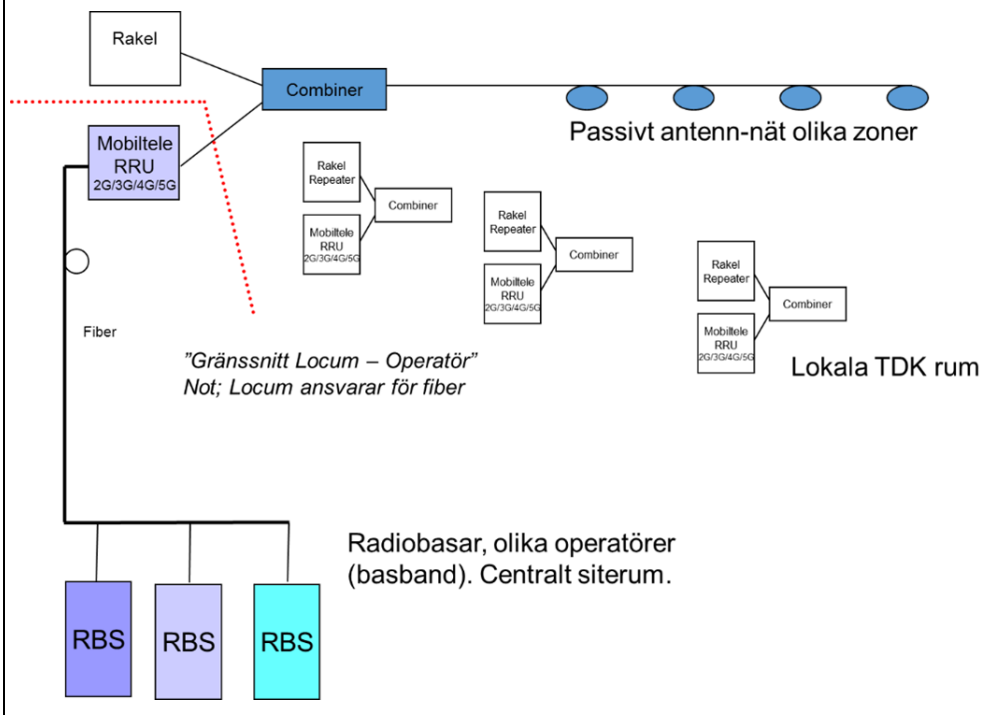 Rakel
Combiner
Passivt antenn-nät olika zoner
Mobiltele
RRU
2G/3G/4G/5G
Rakel
Repeater
Combiner
Mobiltele
RRU
2G/3G/4G/5G
Rakel
Repeater
Combiner
Mobiltele
RRU
2G/3G/4G/5G
Rakel
Repeater
Combiner
Mobiltele
RRU
2G/3G/4G/5G
Lokala TDK rum
Fiber
”Gränssnitt Locum – Operatör”
Not; Locum ansvarar för fiber
Radiobasar, olika operatörer
(basband). Centralt siterum.
RBS
RBS
RBS